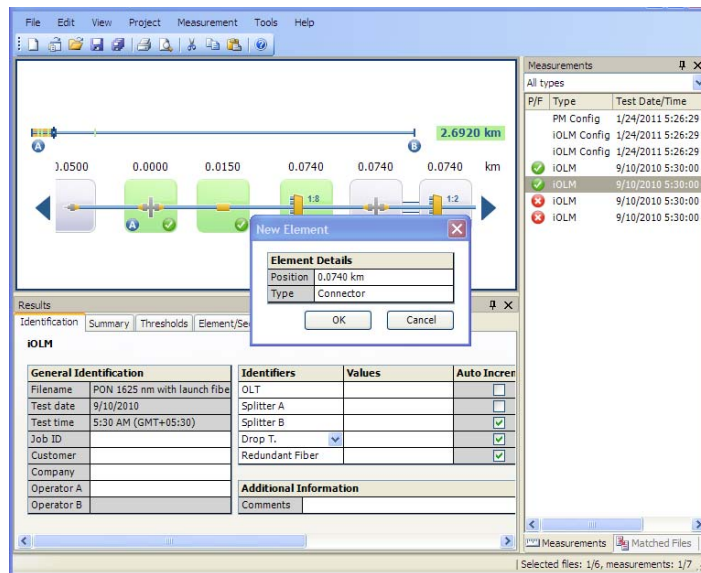 File Edit View Project Measurement Tools Help
Measurements
All types
P/F Type Test Date/Time
PM Config 1/24/2011 5:26:29
iOLM Config 1/24/2011 5:26:29
iOLM Config 1/24/2011 5:26:29
iOLM 9/10/2010 5:30:00
iOLM 9/10/2010 5:30:00
iOLM 9/10/2010 5:30:00
iOLM 9/10/2010 5:30:00
2.6920 km
A B
0.0500 0.0000 0.0150 0.0740 0.0740 0.0740 km
1:8 1:2
A
New Element
Element Details
Position 0.0740 km
Type Connector
OK Cancel
Results
Identification Summary Thresholds Element/Sec
iOLM
General Identification
Filename PON 1625 nm with launch fibe
Test date 9/10/2010
Test time 5:30 AM (GMT+05:30)
Job ID
Customer
Company
Operator A
Operator B
Identifiers Values Auto Increm
OLT
Splitter A
Splitter B
Drop T.
Redundant Fiber
Additional Information
Comments
Measurements Matched Files
Selected files: 1/6, measurements: 1/7